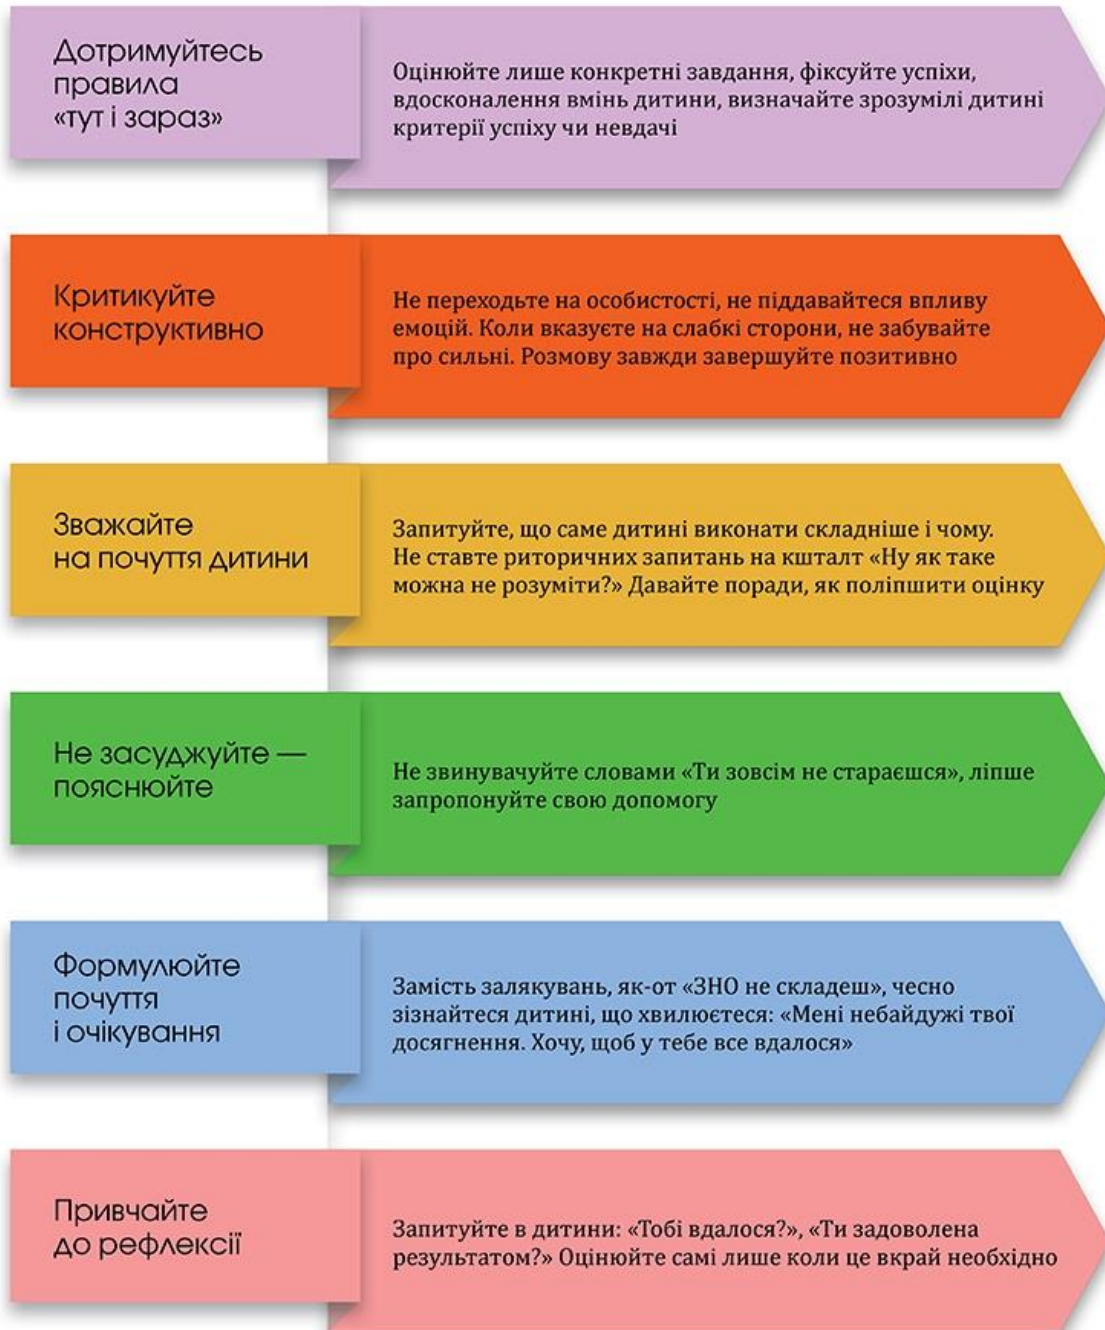 Дотримуйтесь
правила
«тут і зараз»
Оцінюйте лише конкретні завдання, фіксуйте успіхи,
вдосконалення вмінь дитини, визначайте зрозумілі дитині
критерії успіху чи невдачі
Критикуйте
конструктивно
Не переходьте на особистості, не піддавайтеся впливу
емоцій. Коли вказуєте на слабкі сторони, не забувайте
про сильні. Розмову завжди завершуйте позитивно
Зважайте
на почуття дитини
Запитуйте, що саме дитині виконати складніше і чому.
Не ставте риторичних запитань на кшталт «Ну як таке
можна не розуміти?» Давайте поради, як поліпшити оцінку
Не засуджуйте —
пояснюйте
Не звинувачуйте словами «Ти зовсім не стараєшся», ліпше
запропонуйте свою допомогу
Формулюйте
почуття
і очікування
Замість залякувань, як-от «ЗНО не складеш», чесно
зізнайтеся дитині, що хвилюєтеся: «Мені небайдужі твої
досягнення. Хочу, щоб у тебе все вдалося»
Привчайте
до рефлексії
Запитуйте в дитини: «Тобі вдалося?», «Ти задоволена
результатом?» Оцінюйте самі лише коли це вкрай необхідно